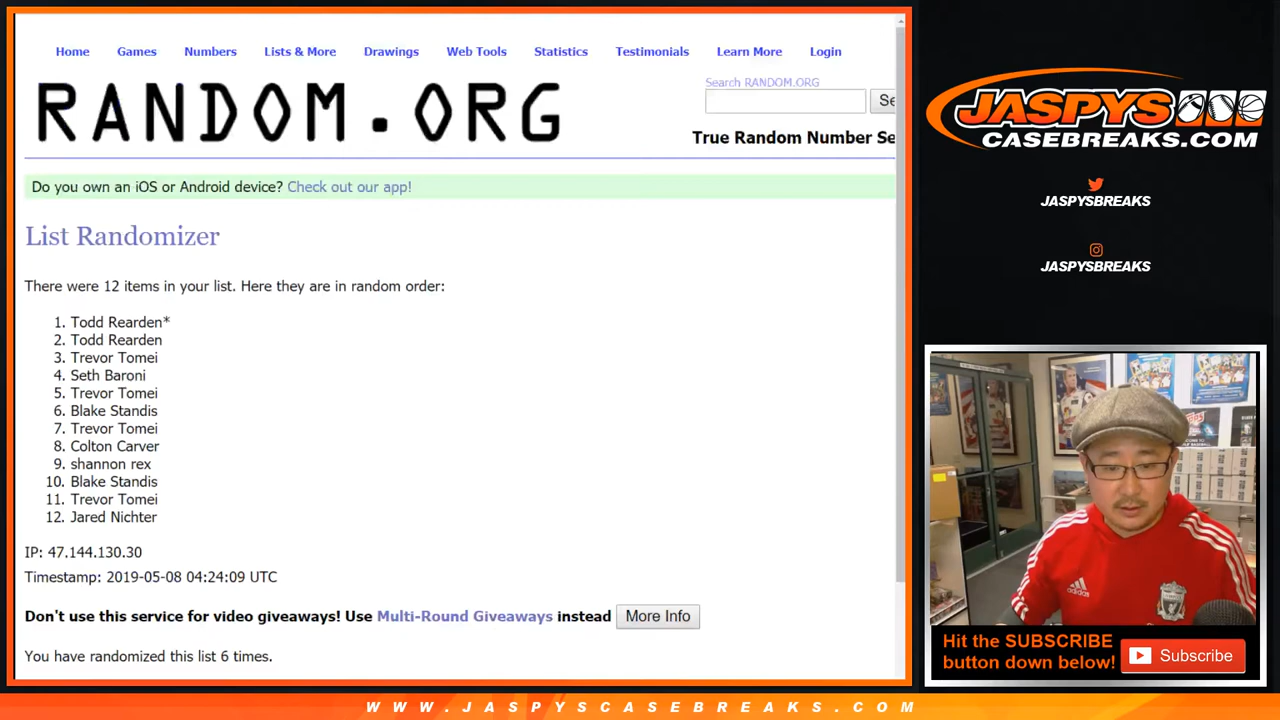 Home Games Numbers Lists & More Drawings Web Tools Statistics Testimonials Learn More Login
RANDOM.ORG
Search RANDOM.ORG
Se
True Random Number Se
Do you own an iOS or Android device? Check out our app!
List Randomizer
There were 12 items in your list. Here they are in random order:
1. Todd Rearden*
2. Todd Rearden
3. Trevor Tomei
4. Seth Baroni
5. Trevor Tomei
6. Blake Standis
7. Trevor Tomei
8. Colton Carver
9. shannon rex
10. Blake Standis
11. Trevor Tomei
12. Jared Nichter
IP: 47.144.130.30
Timestamp: 2019-05-08 04:24:09 UTC
Don't use this service for video giveaways! Use Multi-Round Giveaways instead More Info
You have randomized this list 6 times.
JASPYS
CASEBREAKS.COM
JASPYSBREAKS
JASPYSBREAKS
adidas
Hit the SUBSCRIBE
button down below!
Subscribe
WWW.JASPYSCASEBREAKS.COM